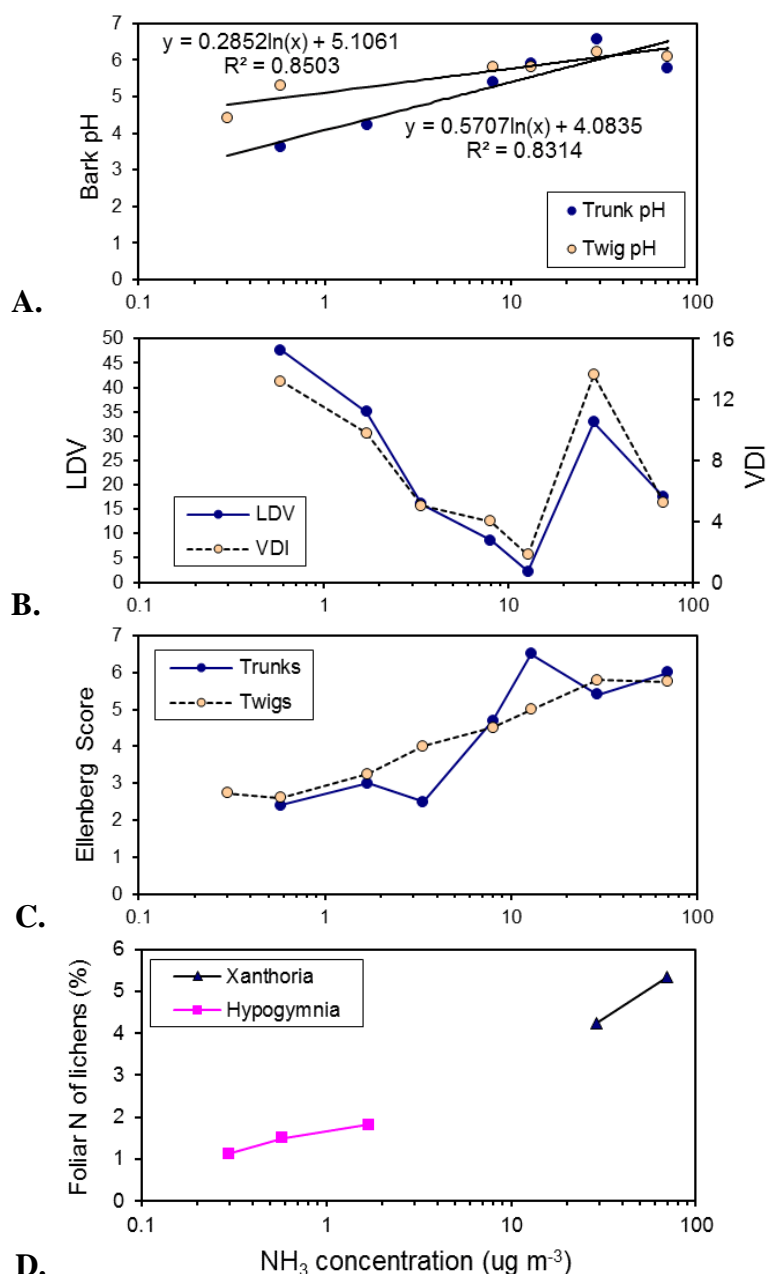 7
6
5
4
3
2
1
0
Bark pH
y = 0.2852ln(x) + 5.1061
R² = 0.8503
y = 0.5707ln(x) + 4.0835
R² = 0.8314
Trunk pH
Twig pH
0.1 1 10 100
A.
50
45
40
35
30
25
20
15
10
5
0
LDV
16
12
8
4
0
VDI
LDV
VDI
0.1 1 10 100
B.
7
6
5
4
3
2
1
0
Ellenberg Score
Trunks
Twigs
0.1 1 10 100
C.
6
5
4
3
2
1
0
Foliar N of lichens (%)
Xanthoria
Hypogymnia
0.1 1 10 100
NH₃ concentration (ug m⁻³)
D.